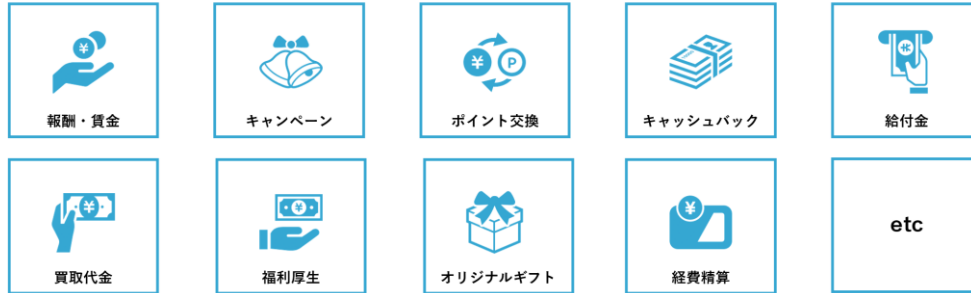 ¥
報酬・賃金
キャンペーン
¥ P
ポイント交換
キャッシュバック
給付金
¥
買取代金
¥
福利厚生
オリジナルギフト
¥
経費精算
etc